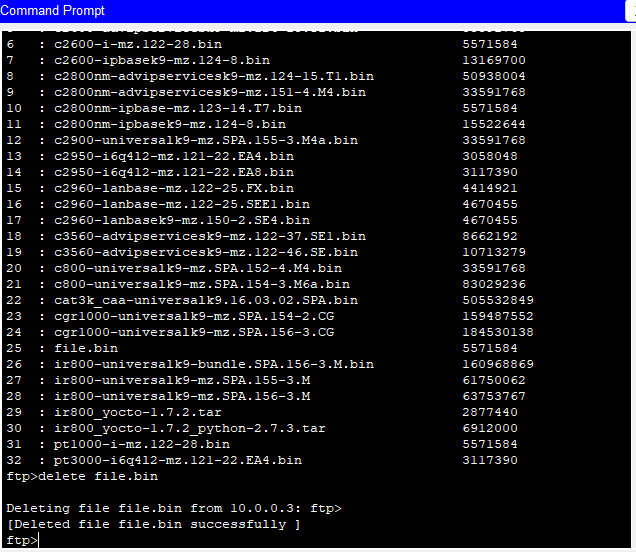 Command Prompt
6 : c2600-i-mz.122-28.bin 5571584
7 : c2600-ipbasek9-mz.124-8.bin 13169700
8 : c2800nm-advipservicesk9-mz.124-15.T1.bin 50938004
9 : c2800nm-advipservicesk9-mz.151-4.M4.bin 33591768
10 : c2800nm-ipbase-mz.123-14.T7.bin 5571584
11 : c2800nm-ipbasek9-mz.124-8.bin 15522644
12 : c2900-universalk9-mz.SPA.155-3.M4a.bin 33591768
13 : c2950-i6q4l2-mz.121-22.EA4.bin 3058048
14 : c2950-i6q4l2-mz.121-22.EA8.bin 3117390
15 : c2960-lanbase-mz.122-25.FX.bin 4414921
16 : c2960-lanbase-mz.122-25.SEE1.bin 4670455
17 : c2960-lanbasek9-mz.150-2.SE4.bin 4670455
18 : c3560-advipservicesk9-mz.122-37.SE1.bin 8662192
19 : c3560-advipservicesk9-mz.122-46.SE.bin 10713279
20 : c800-universalk9-mz.SPA.152-4.M4.bin 33591768
21 : c800-universalk9-mz.SPA.154-3.M6a.bin 83029236
22 : cat3k_caa-universalk9.16.03.02.SPA.bin 505532849
23 : cgr1000-universalk9-mz.SPA.154-2.CG 159487552
24 : cgr1000-universalk9-mz.SPA.156-3.CG 184530138
25 : file.bin 5571584
26 : ir800-universalk9-bundle.SPA.156-3.M.bin 160968869
27 : ir800-universalk9-mz.SPA.155-3.M 61750062
28 : ir800-universalk9-mz.SPA.156-3.M 63753767
29 : ir800_yocto-1.7.2.tar 2877440
30 : ir800_yocto-1.7.2_python-2.7.3.tar 6912000
31 : pt1000-i-mz.122-28.bin 5571584
32 : pt3000-i6q4l2-mz.121-22.EA4.bin 3117390
ftp>delete file.bin
Deleting file file.bin from 10.0.0.3: ftp>
[Deleted file file.bin successfully ]
ftp>